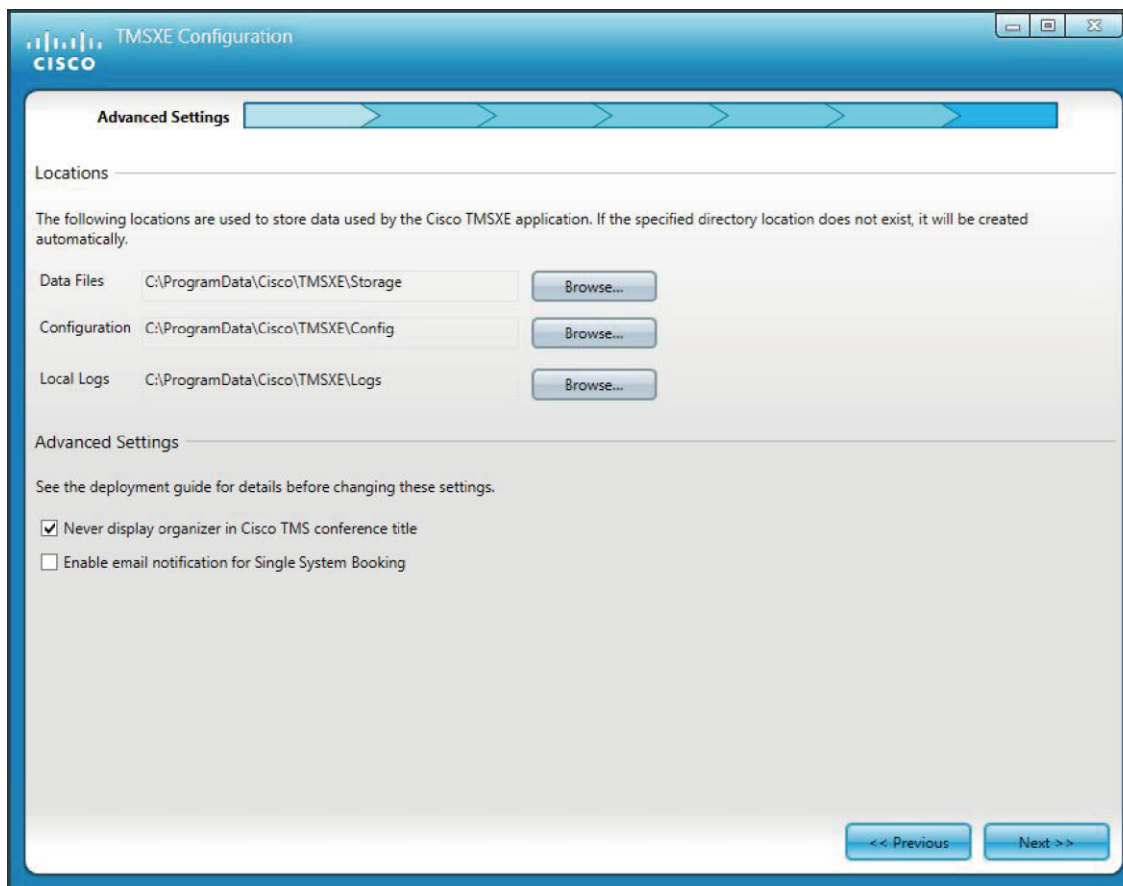 TMSXE Configuration
CISCO
Advanced Settings
Locations
The following locations are used to store data used by the Cisco TMSXE application. If the specified directory location does not exist, it will be created
automatically.
Data Files C:\ProgramData\Cisco\TMSXE\Storage Browse...
Configuration C:\ProgramData\Cisco\TMSXE\Config Browse...
Local Logs C:\ProgramData\Cisco\TMSXE\Logs Browse...
Advanced Settings
See the deployment guide for details before changing these settings.
Never display organizer in Cisco TMS conference title
Enable email notification for Single System Booking
<< Previous Next >>